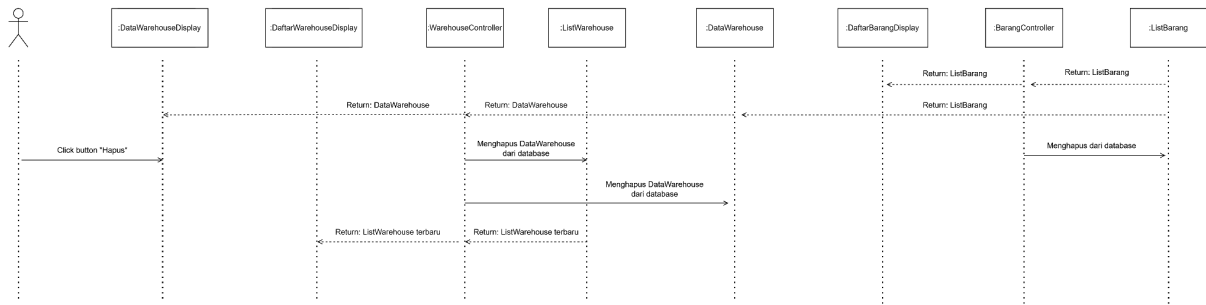 :DataWarehouseDisplay
:DaftarWarehouseDisplay
:WarehouseController
:ListWarehouse
:DataWarehouse
:DaftarBarangDisplay
:BarangController
:ListBarang
Return: ListBarang
Return: ListBarang
Return: DataWarehouse
Return: DataWarehouse
Return: ListBarang
Click button "Hapus"
Menghapus DataWarehouse
dari database
Menghapus dari database
Menghapus DataWarehouse
dari database
Return: ListWarehouse terbaru
Return: ListWarehouse terbaru